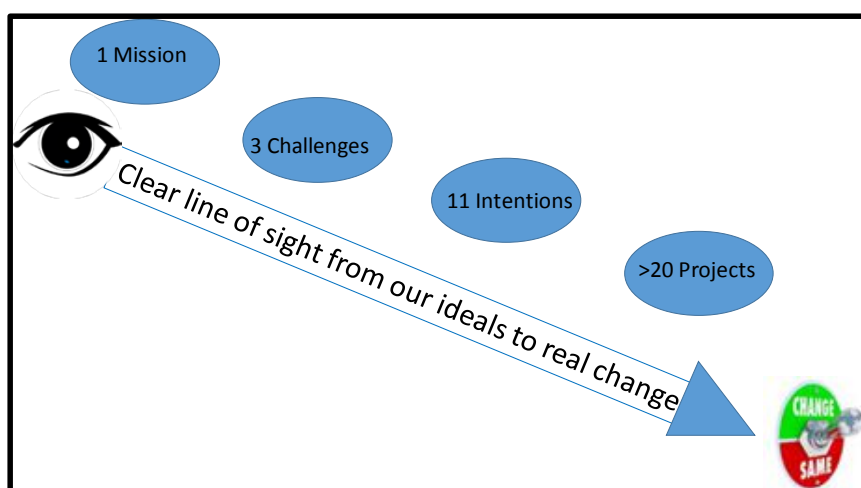 1 Mission
3 Challenges
11 Intentions
>20 Projects
Clear line of sight from our ideals to real change
CHANGE
SAME